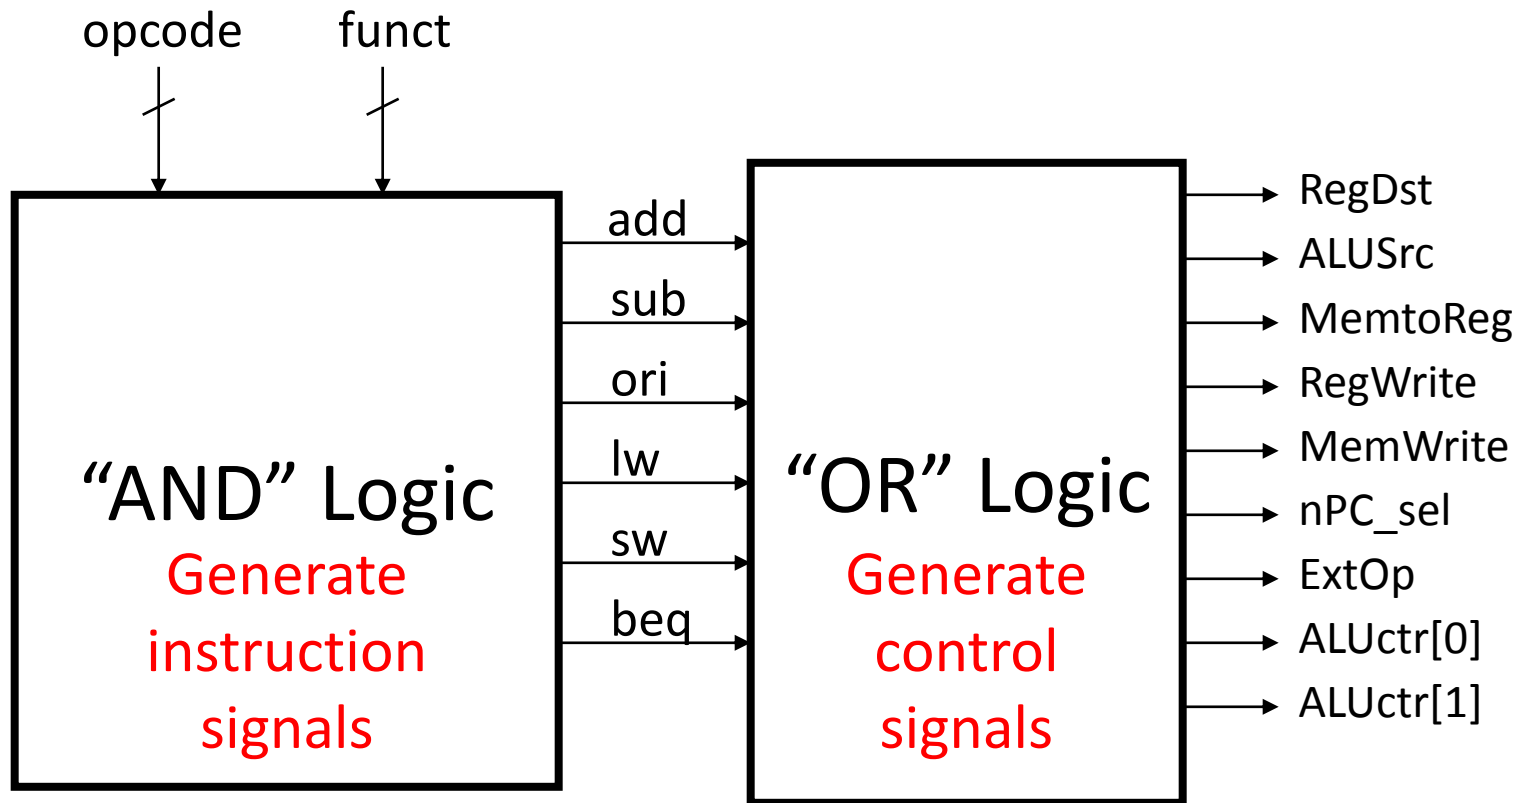 opcode
funct
add
sub
ori
lw
sw
beq
“AND” Logic
Generate
instruction
signals
“OR” Logic
Generate
control
signals
RegDst
ALUSrc
MemtoReg
RegWrite
MemWrite
nPC_sel
ExtOp
ALUctr[0]
ALUctr[1]